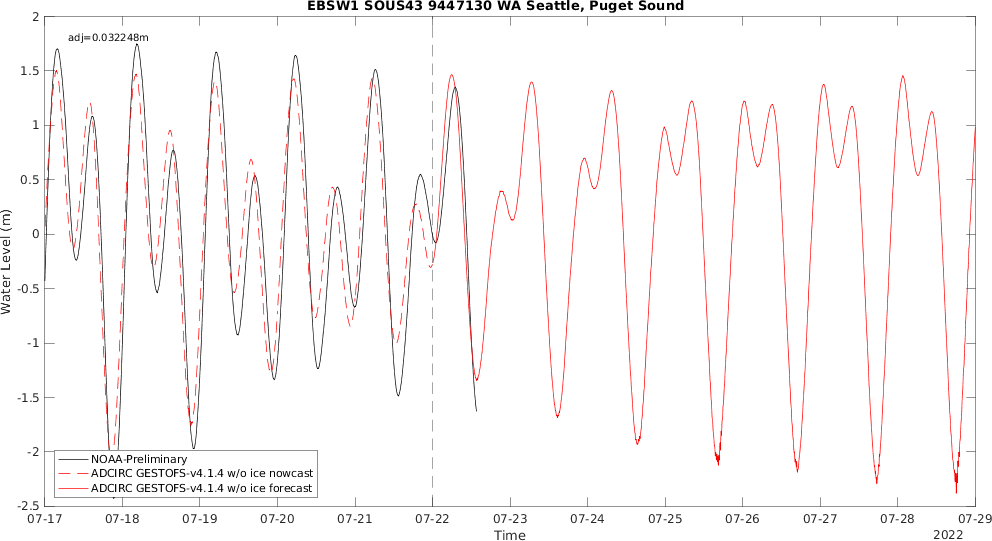 EBSW1 SOUS43 9447130 WA Seattle, Puget Sound
adj=0.032248m
Water Level (m)
2
1.5
1
0.5
0
-0.5
-1
-1.5
-2
-2.5
NOAA-Preliminary
ADCIRC GESTOFS-v4.1.4 w/o ice nowcast
ADCIRC GESTOFS-v4.1.4 w/o ice forecast
07-17 07-18 07-19 07-20 07-21 07-22 07-23 07-24 07-25 07-26 07-27 07-28 07-29
Time
2022